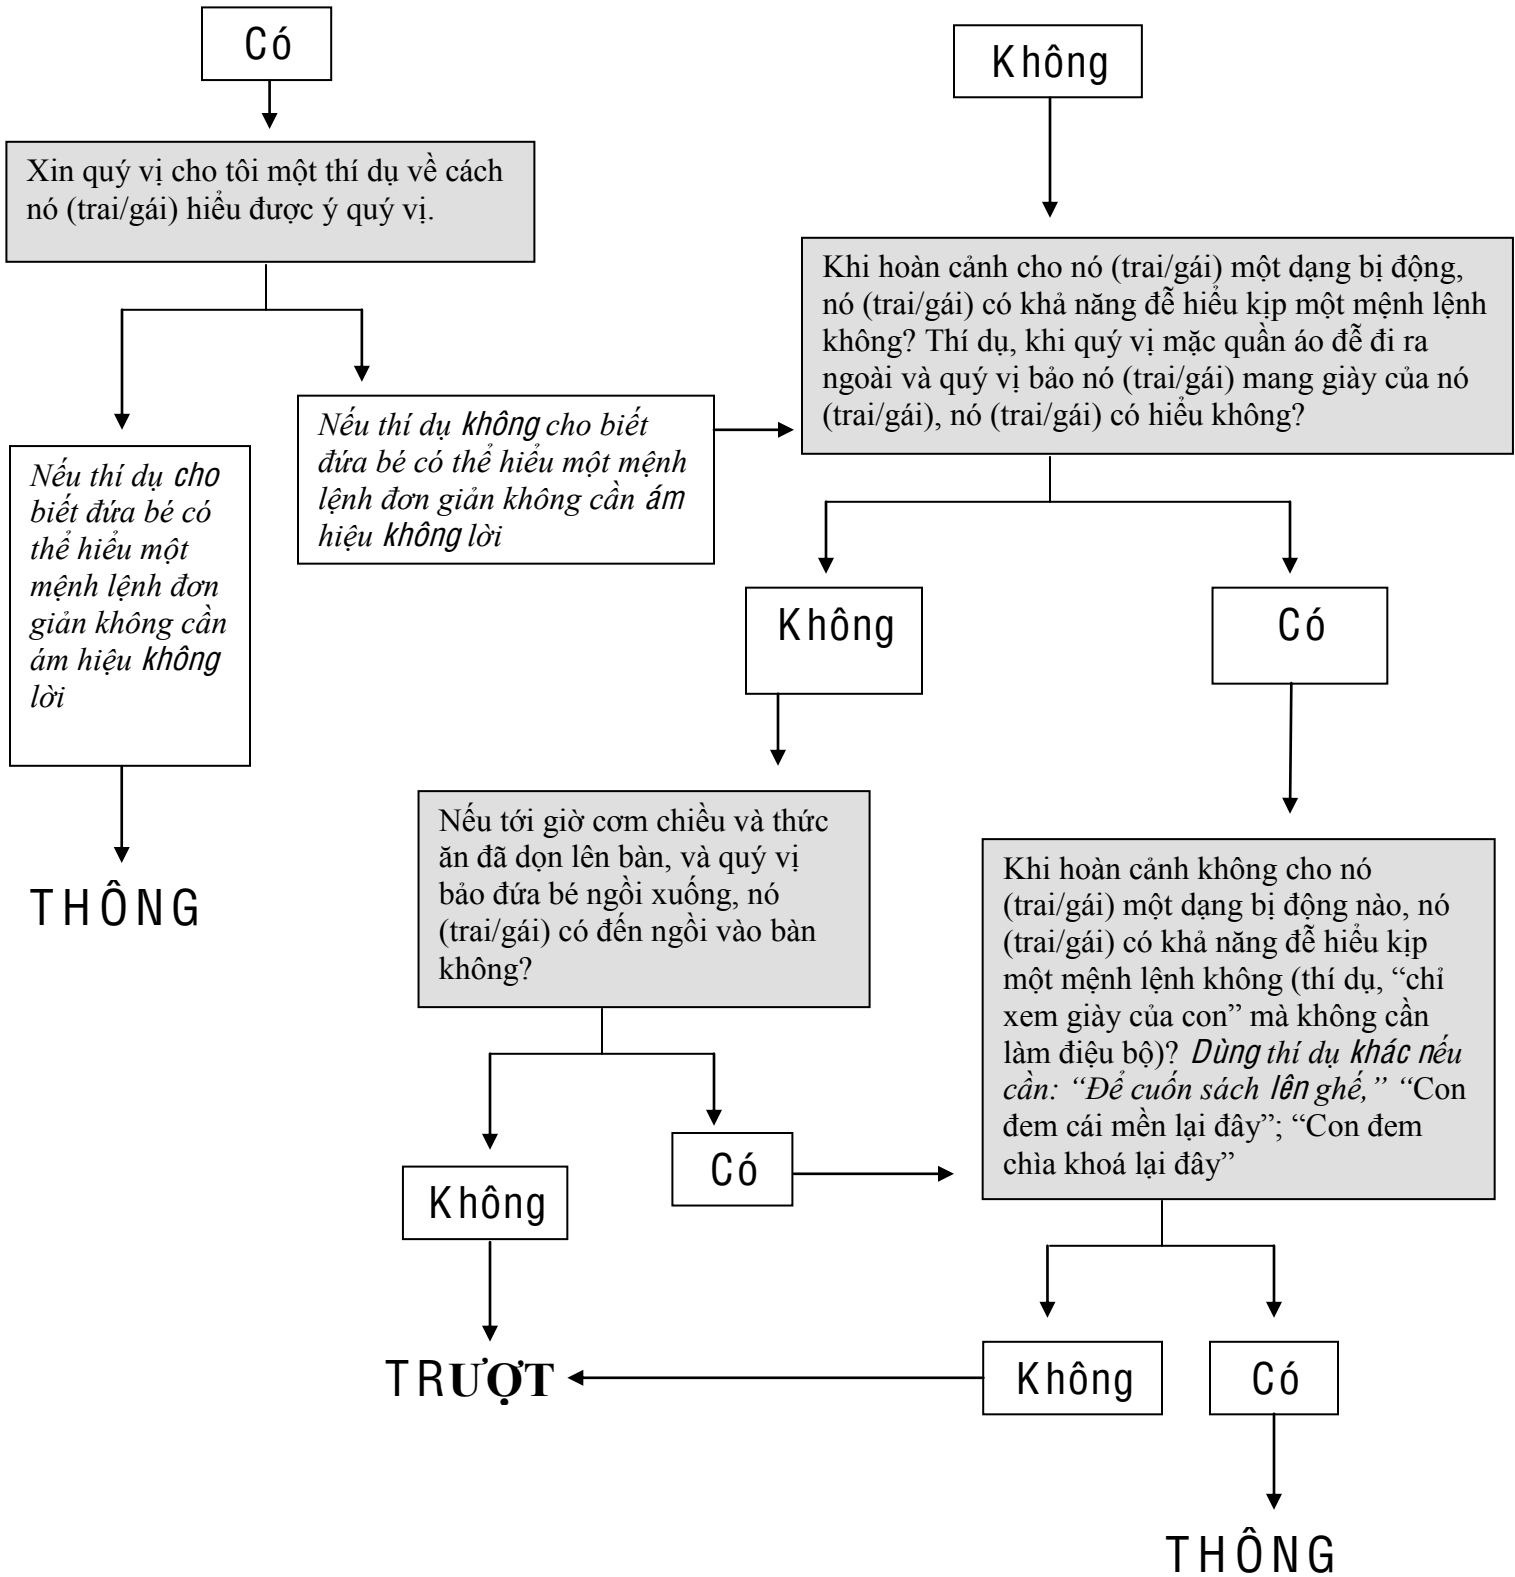 Có
Không
Xin quý vị cho tôi một thí dụ về cách
nó (trai/gái) hiểu được ý quý vị.
Khi hoàn cảnh cho nó (trai/gái) một dạng bị động,
nó (trai/gái) có khả năng đễ hiểu kịp một mệnh lệnh
không? Thí dụ, khi quý vị mặc quần áo đễ đi ra
ngoài và quý vị bảo nó (trai/gái) mang giày của nó
(trai/gái), nó (trai/gái) có hiểu không?
Nếu thí dụ không cho biết
đứa bé có thể hiểu một mệnh
lệnh đơn giản không cần ám
hiệu không lời
Nếu thí dụ cho
biết đứa bé có
thể hiểu một
mệnh lệnh đơn
giản không cần
ám hiệu không
lời
THÔNG
Không
Có
Nếu tới giờ cơm chiều và thức
ăn đã dọn lên bàn, và quý vị
bảo đứa bé ngồi xuống, nó
(trai/gái) có đến ngồi vào bàn
không?
Khi hoàn cảnh không cho nó
(trai/gái) một dạng bị động nào, nó
(trai/gái) có khả năng đễ hiểu kịp
một mệnh lệnh không (thí dụ, “chỉ
xem giày của con” mà không cần
làm điệu bộ)? Dùng thí dụ khác nếu
cần: “Để cuốn sách lên ghế,” “Con
đem cái mền lại đây”; “Con đem
chìa khoá lại đây”
Không
Có
TRƯỢT
Không
Có
THÔNG